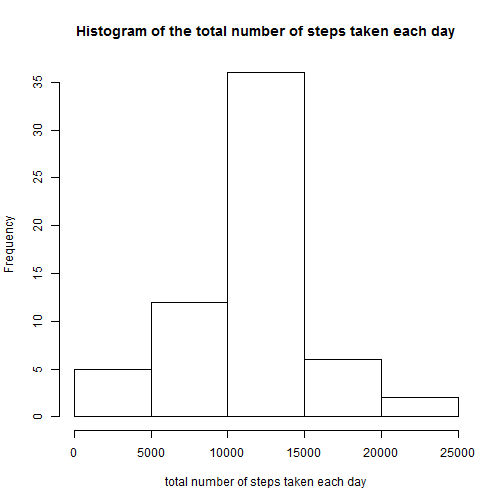 Histogram of the total number of steps taken each day
Frequency
35
30
25
20
15
10
5
0
0 5000 10000 15000 20000 25000
total number of steps taken each day